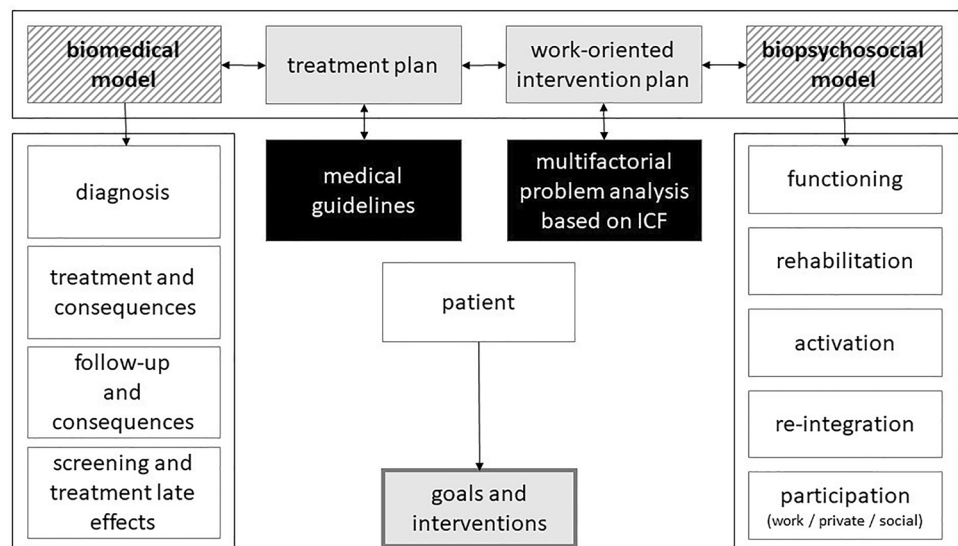 biomedical
model
treatment plan
work-oriented
intervention plan
biopsychosocial
model
medical
guidelines
multifactorial
problem analysis
based on ICF
diagnosis
treatment and
consequences
follow-up
and
consequences
screening and
treatment late
effects
patient
goals and
interventions
functioning
rehabilitation
activation
re-integration
participation
(work / private / social)